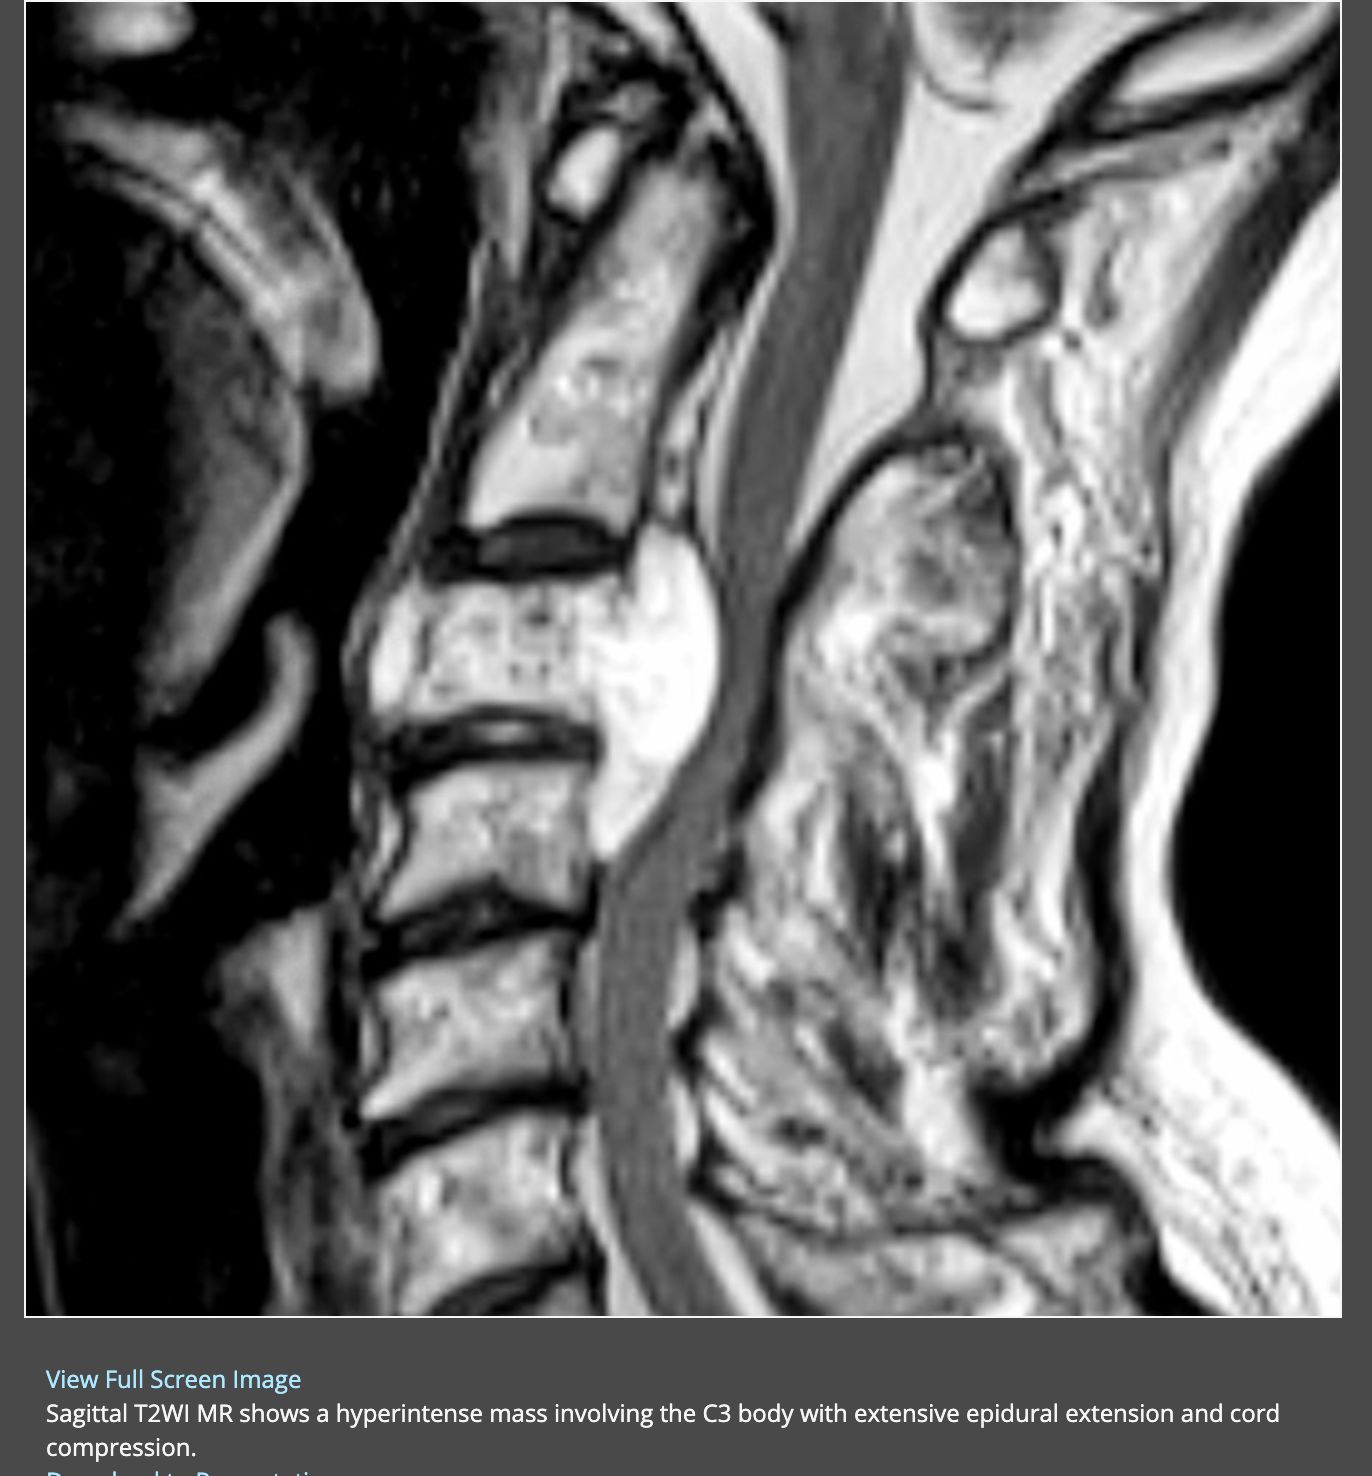 View Full Screen Image
Sagittal T2WI MR shows a hyperintense mass involving the C3 body with extensive epidural extension and cord
compression.